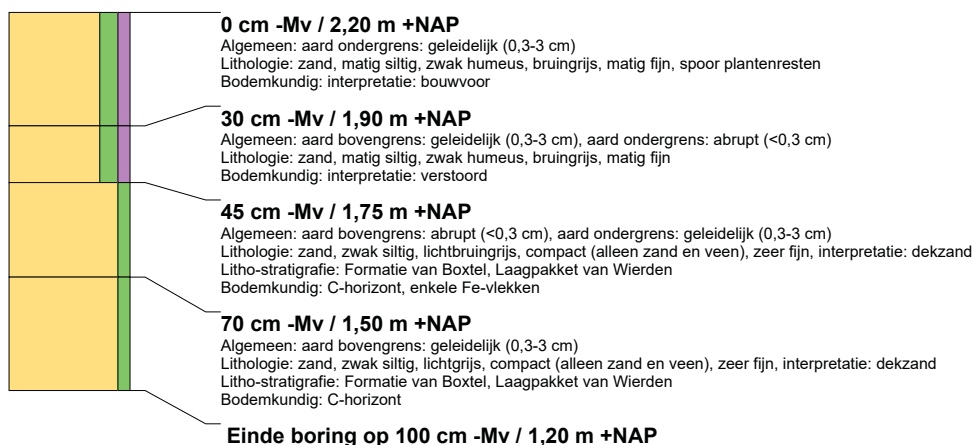 0 cm -Mv / 2,20 m +NAP
Algemeen: aard ondergrens: geleidelijk (0,3-3 cm)
Lithologie: zand, matig siltig, zwak humeus, bruingrijs, matig fijn, spoor plantenresten
Bodemkundig: interpretatie: bouwvoor
30 cm -Mv / 1,90 m +NAP
Algemeen: aard bovengrens: geleidelijk (0,3-3 cm), aard ondergrens: abrupt (<0,3 cm)
Lithologie: zand, matig siltig, zwak humeus, bruingrijs, matig fijn
Bodemkundig: interpretatie: verstoord
45 cm -Mv / 1,75 m +NAP
Algemeen: aard bovengrens: abrupt (<0,3 cm), aard ondergrens: geleidelijk (0,3-3 cm)
Lithologie: zand, zwak siltig, lichtbruingrijs, compact (alleen zand en veen), zeer fijn, interpretatie: dekzand
Litho-stratigrafie: Formatie van Boxtel, Laagpakket van Wierden
Bodemkundig: C-horizont, enkele Fe-vlekken
70 cm -Mv / 1,50 m +NAP
Algemeen: aard bovengrens: geleidelijk (0,3-3 cm)
Lithologie: zand, zwak siltig, lichtgrijs, compact (alleen zand en veen), zeer fijn, interpretatie: dekzand
Litho-stratigrafie: Formatie van Boxtel, Laagpakket van Wierden
Bodemkundig: C-horizont
Einde boring op 100 cm -Mv / 1,20 m +NAP